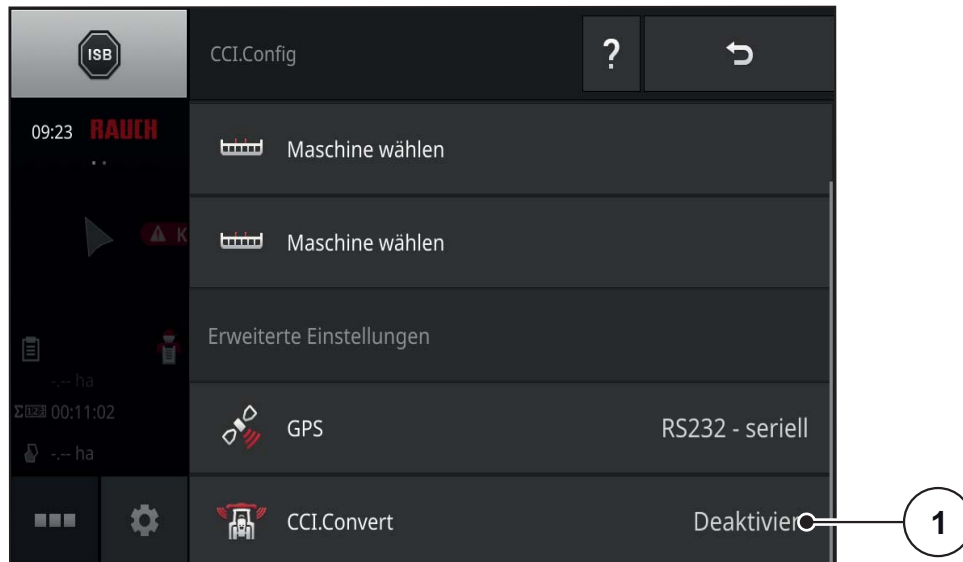 ISB
CCI.Config
?
09:23 RAUCH
Maschine wählen
K
Maschine wählen
Erweiterte Einstellungen
-.-- ha
Σ 123 00:11:02
-.-- ha
GPS
RS232 - seriell
CCI.Convert
Deaktivier
1